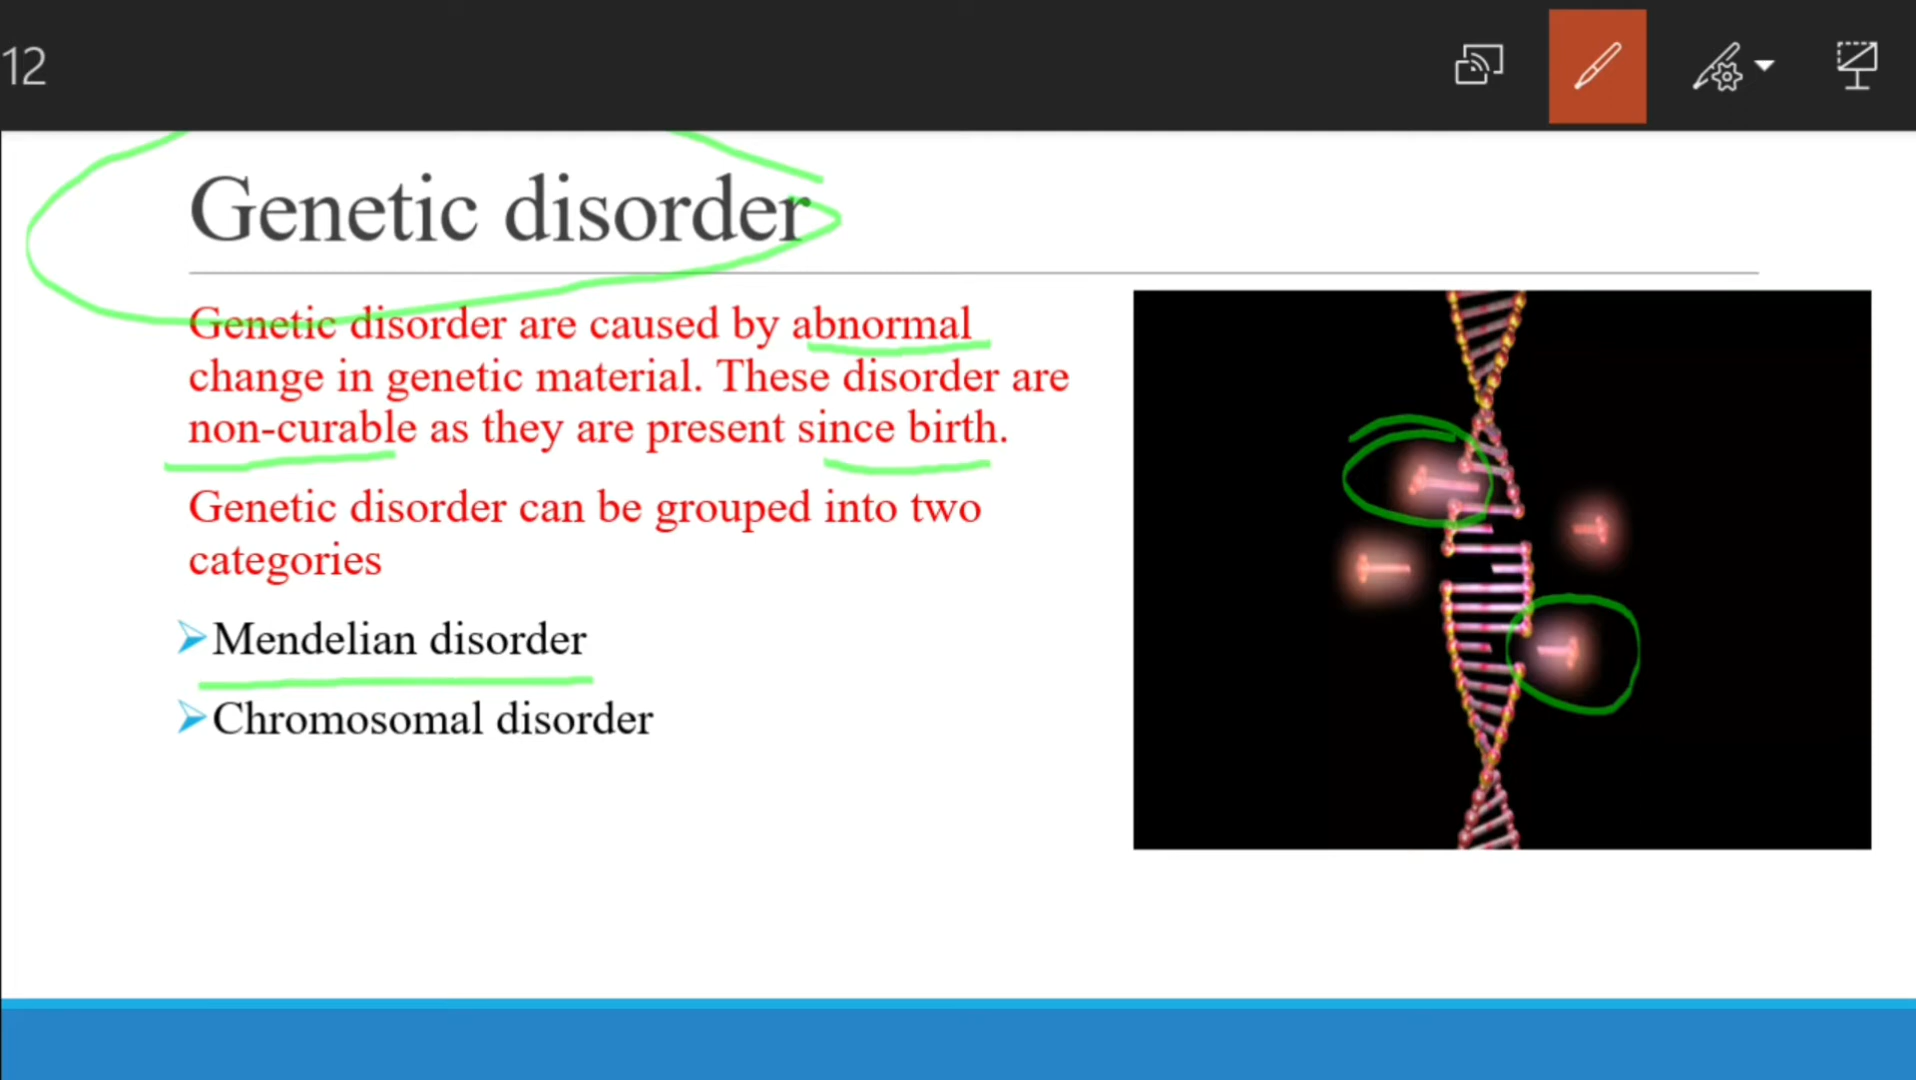 12
Genetic disorder
Genetic disorder are caused by abnormal
change in genetic material. These disorder are
non-curable as they are present since birth.
Genetic disorder can be grouped into two
categories
Mendelian disorder
Chromosomal disorder